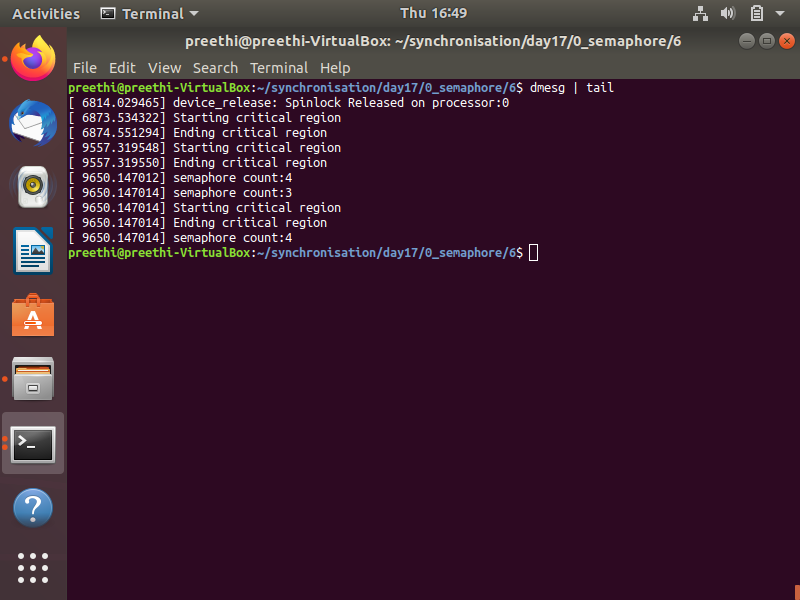 Activities Terminal Thu 16:49
preethi@preethi-VirtualBox: ~/synchronisation/day17/0_semaphore/6
File Edit View Search Terminal Help
preethi@preethi-VirtualBox:~/synchronisation/day17/0_semaphore/6$ dmesg | tail
[ 6814.029465] device_release: Spinlock Released on processor:0
[ 6873.534322] Starting critical region
[ 6874.551294] Ending critical region
[ 9557.319548] Starting critical region
[ 9557.319550] Ending critical region
[ 9650.147012] semaphore count:4
[ 9650.147014] semaphore count:3
[ 9650.147014] Starting critical region
[ 9650.147014] Ending critical region
[ 9650.147014] semaphore count:4
preethi@preethi-VirtualBox:~/synchronisation/day17/0_semaphore/6$